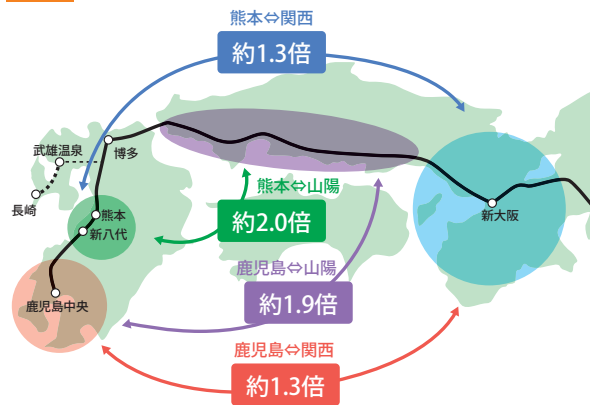 熊本⇔関西
約1.3倍
武雄温泉
博多
長崎
熊本⇔山陽
約2.0倍
熊本
新八代
新大阪
鹿児島⇔山陽
約1.9倍
鹿児島中央
鹿児島⇔関西
約1.3倍